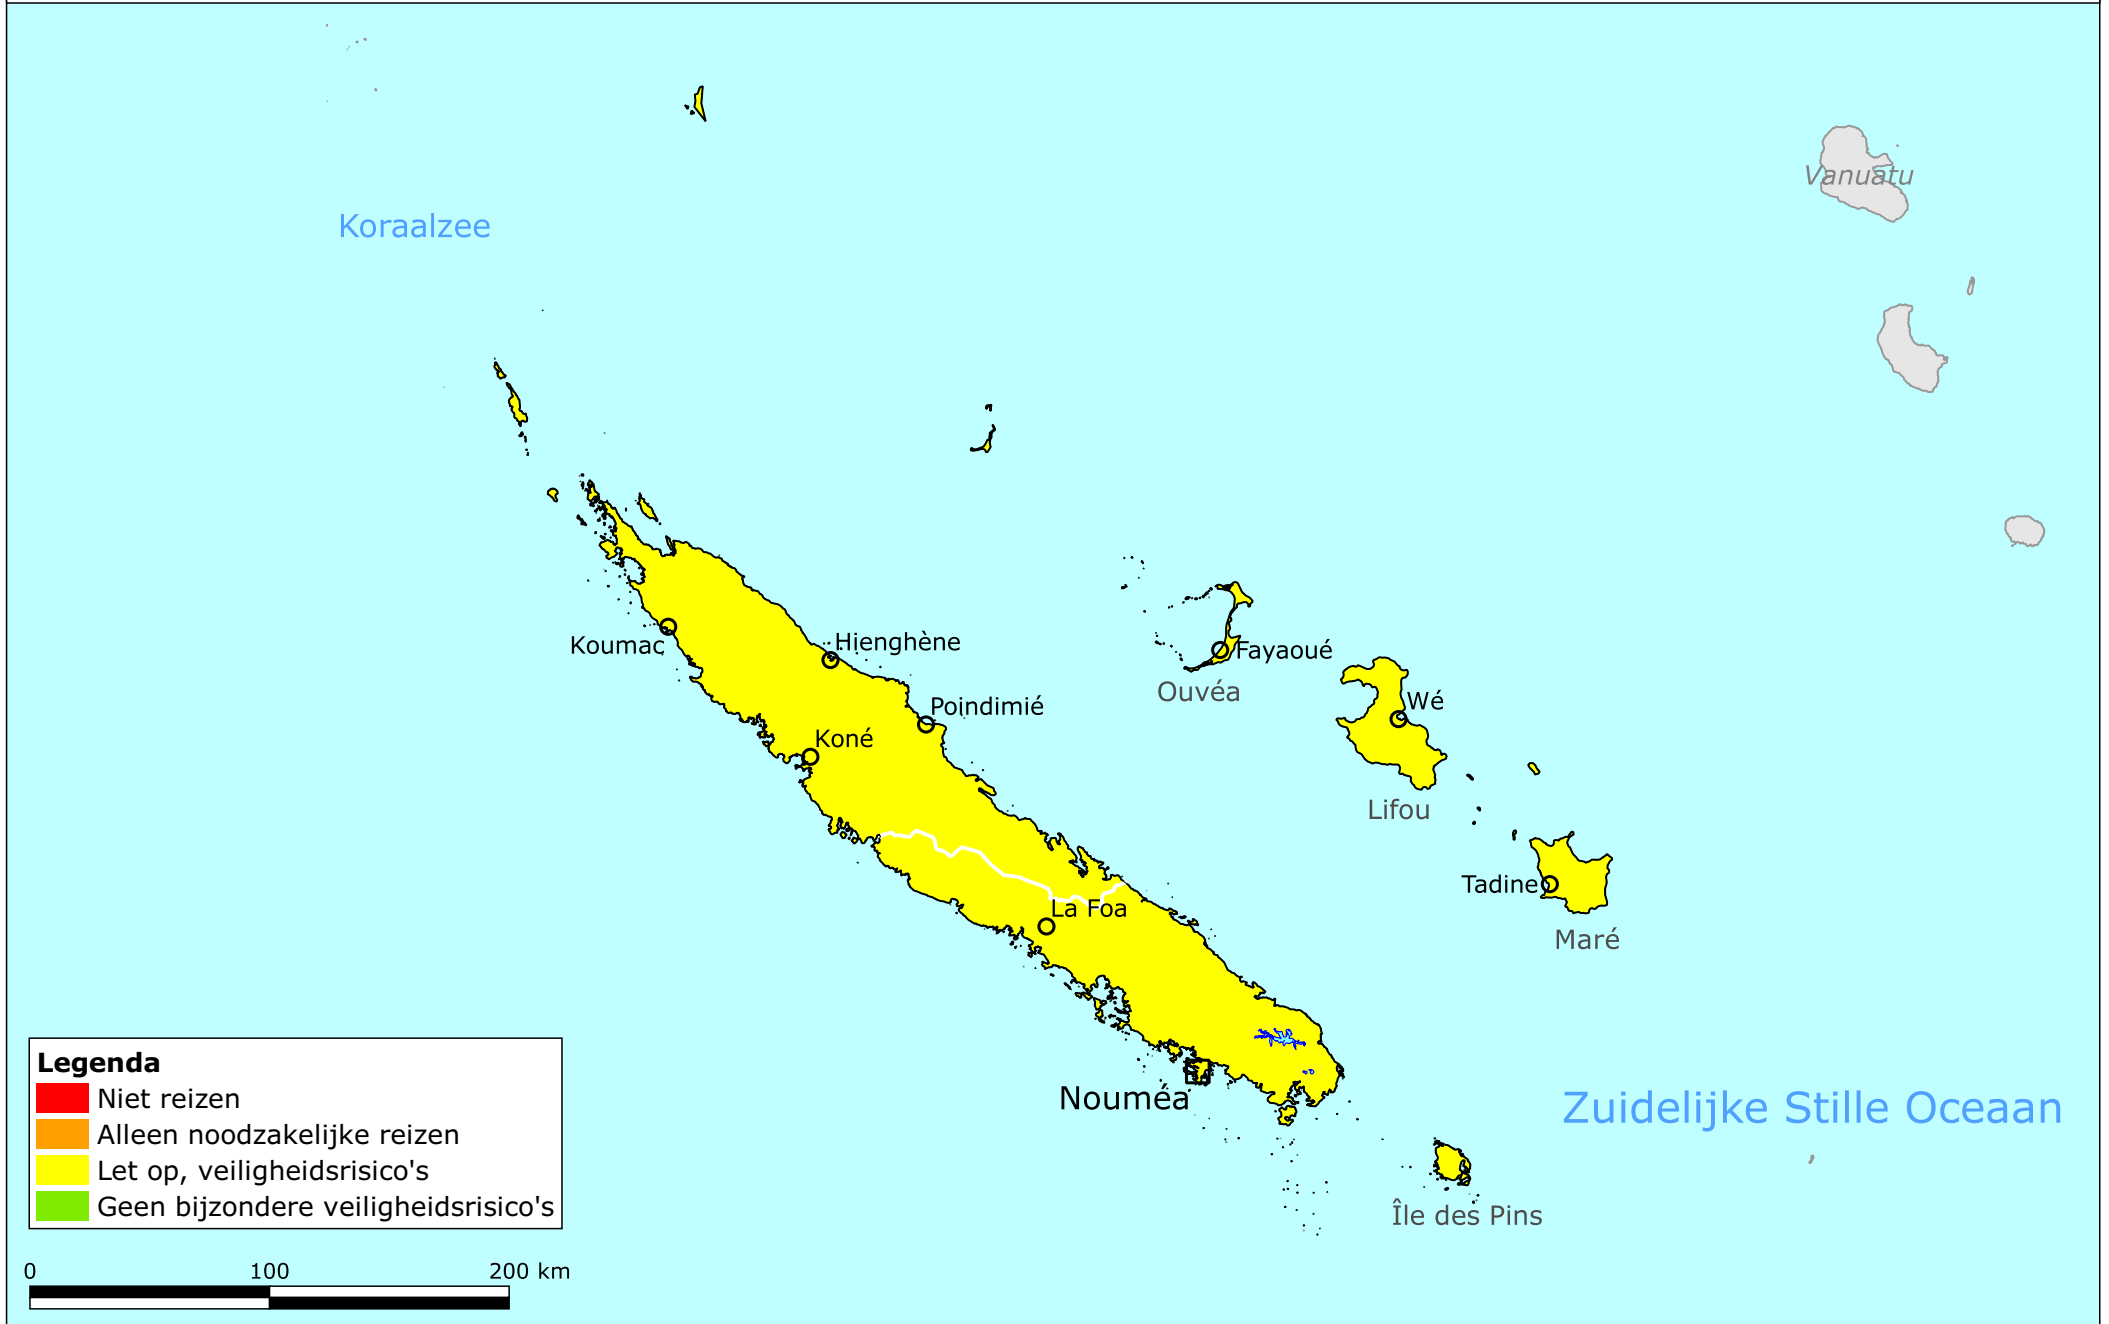 Vanuatu
Koraalzee
Hienghène
Koumac
Fayaoué
Ouvéa
Wé
Poindimié
Koné
Lifou
Tadine
La Foa
Maré
Legenda
Niet reizen
Alleen noodzakelijke reizen
Let op, veiligheidsrisico's
Geen bijzondere veiligheidsrisico's
Nouméa
Zuidelijke Stille Oceaan
Île des Pins
0 100 200 km